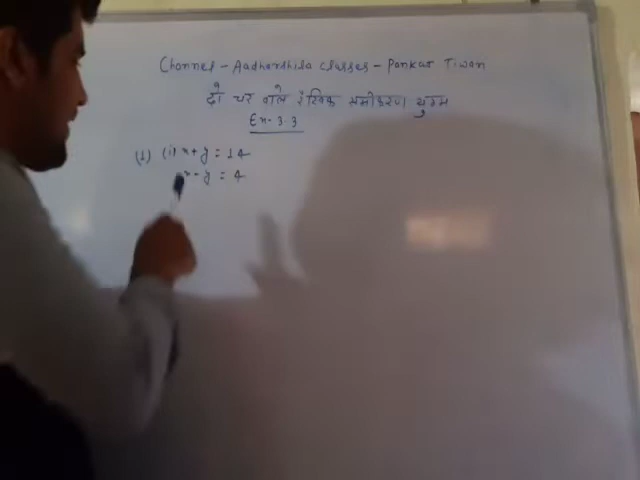 Channel - Aadharshila classes - Pankaj Tiwari
दो चर वाले रैखिक समीकरण युग्म
Ex- 3.3
(1) (i) x + y = 14
x - y = 4